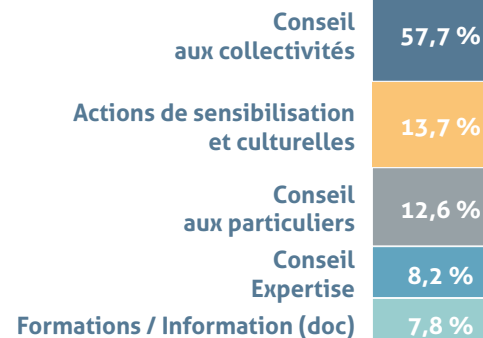 Conseil
aux collectivités
57,7 %
Actions de sensibilisation
et culturelles
13,7 %
Conseil
aux particuliers
12,6 %
Conseil
Expertise
8,2 %
Formations / Information (doc)
7,8 %